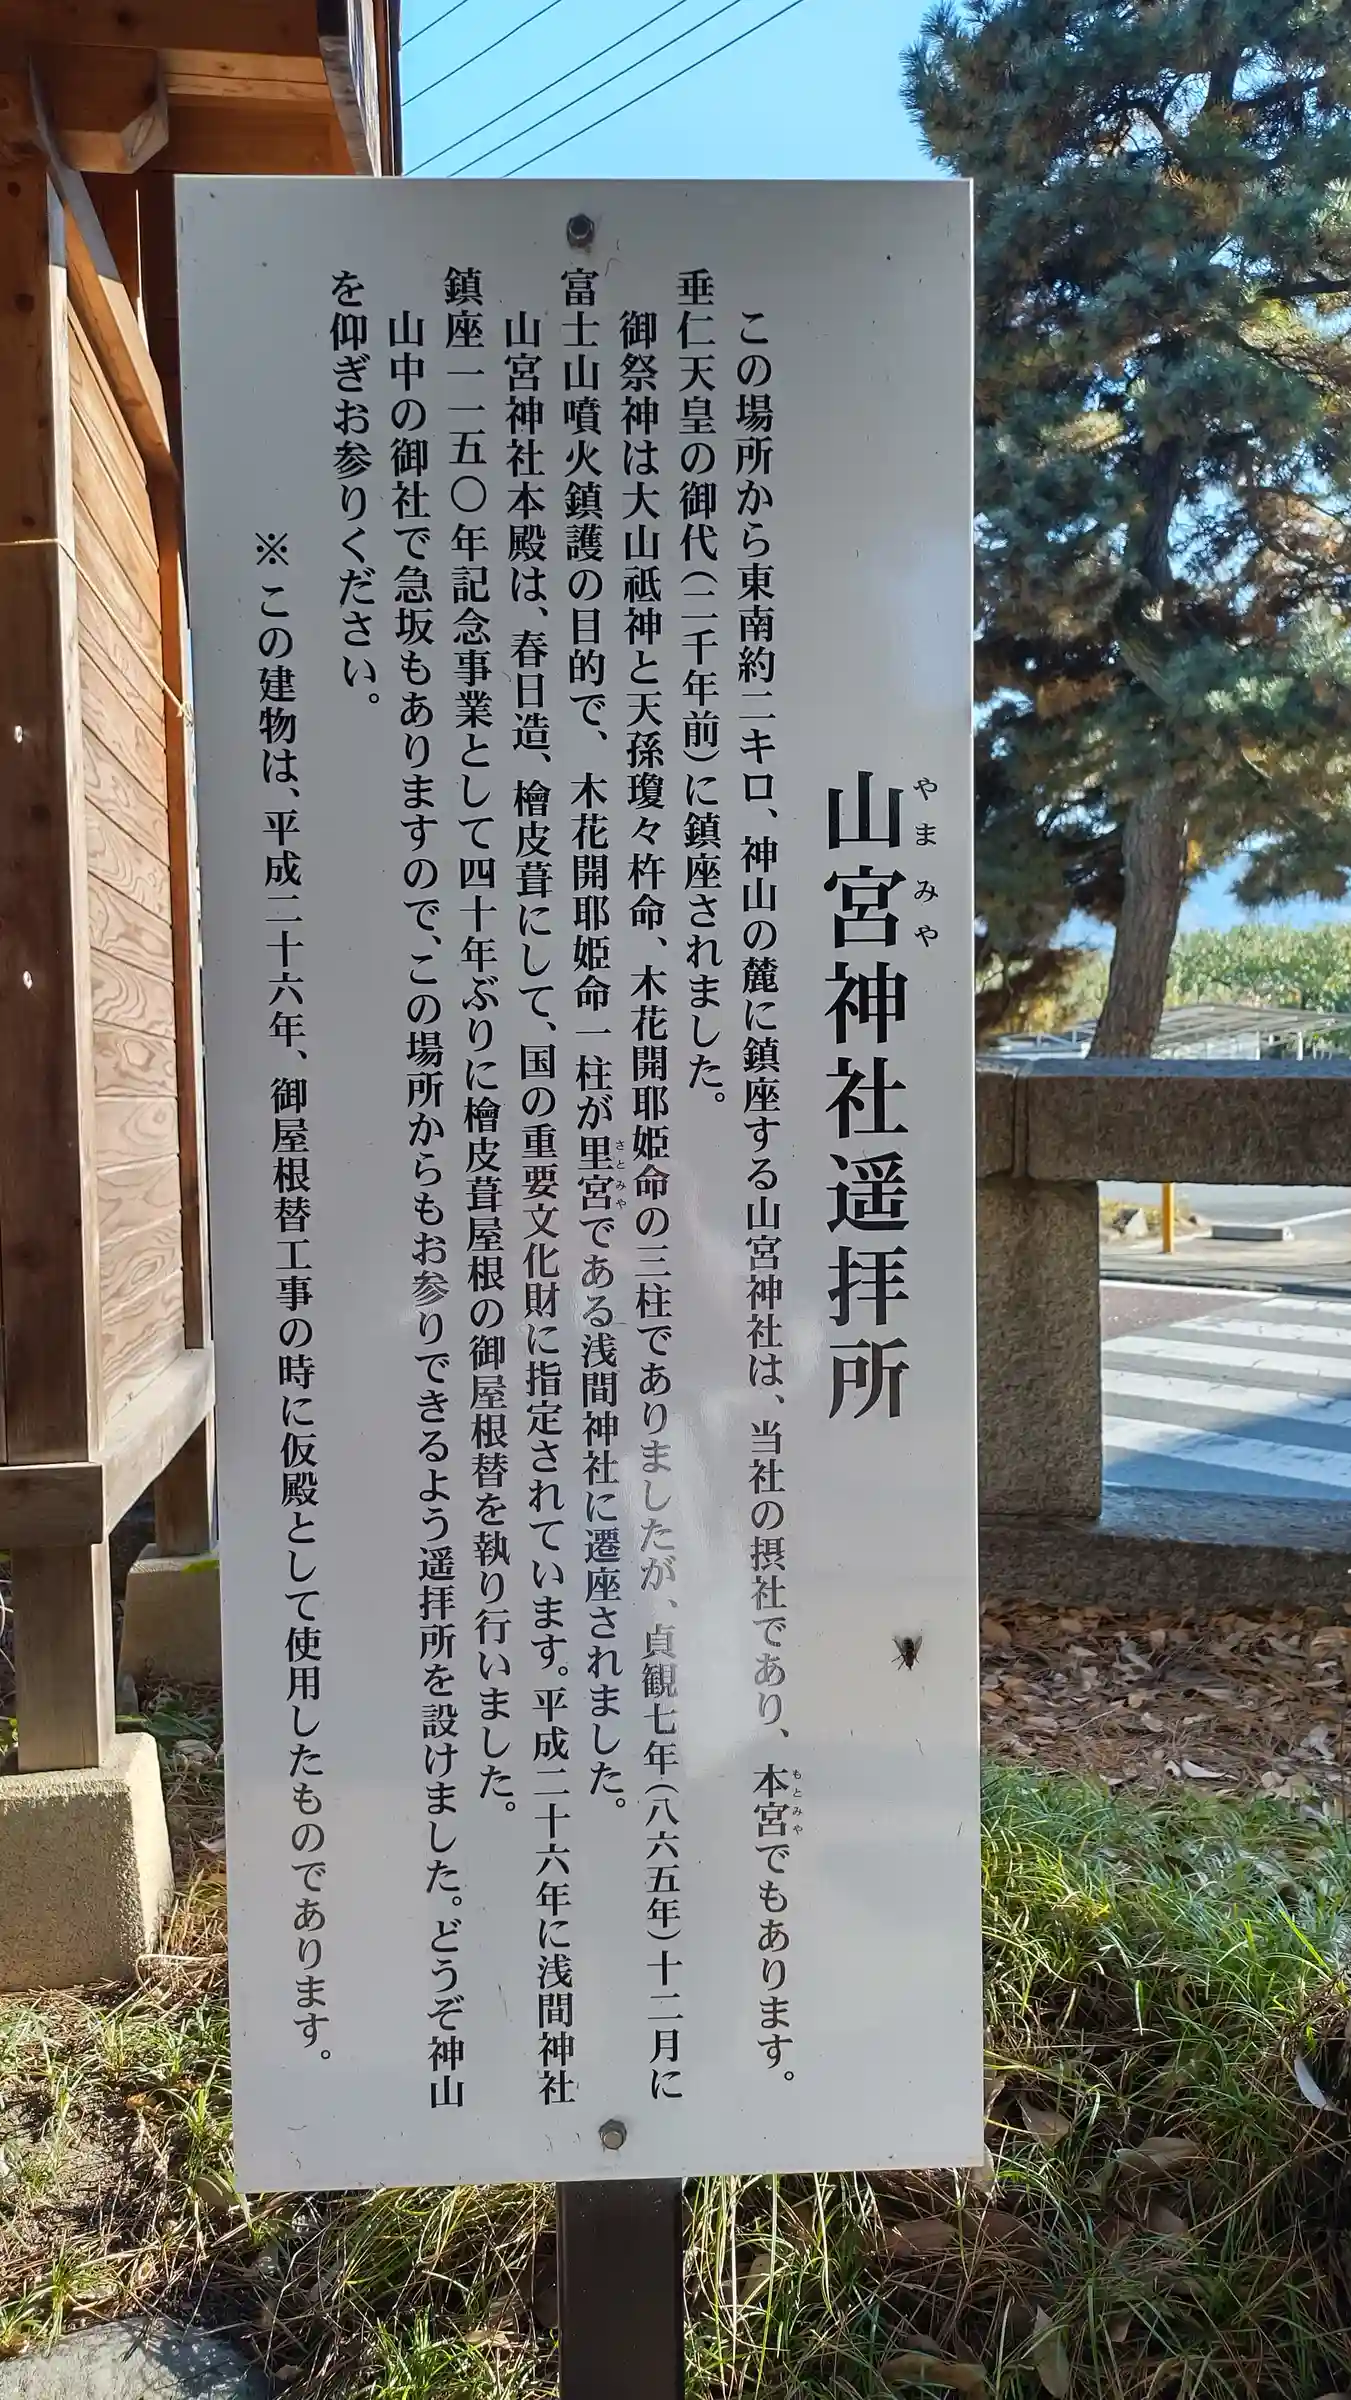 山宮神社遥拝所
やまみや
この場所から東南約二キロ、神山の麓に鎮座する山宮神社は、当社の摂社であり、本宮でもあります。
もとみや
垂仁天皇の御代（二千年前）に鎮座されました。
御祭神は大山祗神と天孫瓊々杵命、木花開耶姫命の三柱でありましたが、貞観七年（八六五年）十二月に
富士山噴火鎮護の目的で、木花開耶姫命一柱が里宮である浅間神社に遷座されました。
さとみや
山宮神社本殿は、春日造、檜皮葺にして、国の重要文化財に指定されています。平成二十六年に浅間神社
鎮座一一五〇年記念事業として四十年ぶりに檜皮葺屋根の御屋根替を執り行いました。
山中の御社で急坂もありますので、この場所からもお参りできるよう遥拝所を設けました。どうぞ神山
を仰ぎお参りください。
※この建物は、平成二十六年、御屋根替工事の時に仮殿として使用したものであります。